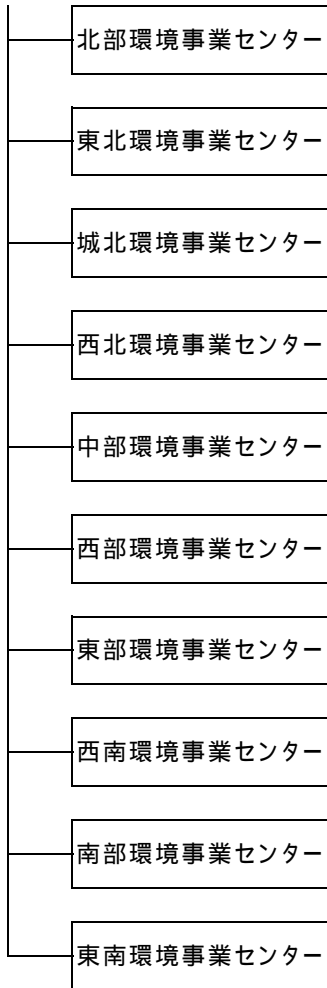 北部環境事業センター
東北環境事業センター
城北環境事業センター
西北環境事業センター
中部環境事業センター
西部環境事業センター
東部環境事業センター
西南環境事業センター
南部環境事業センター
東南環境事業センター